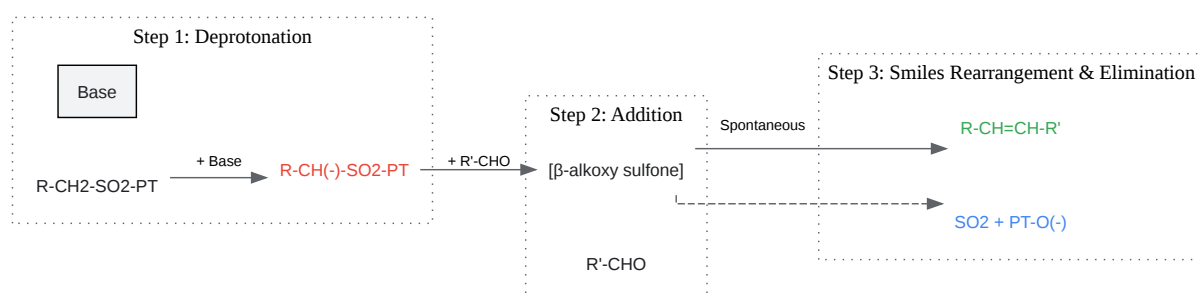 Step 1: Deprotonation
Base
R-CH2-SO2-PT
+ Base
R-CH(-)-SO2-PT
+ R'-CHO
Step 2: Addition
[β-alkoxy sulfone]
R'-CHO
Spontaneous
Step 3: Smiles Rearrangement & Elimination
R-CH=CH-R'
SO2 + PT-O(-)